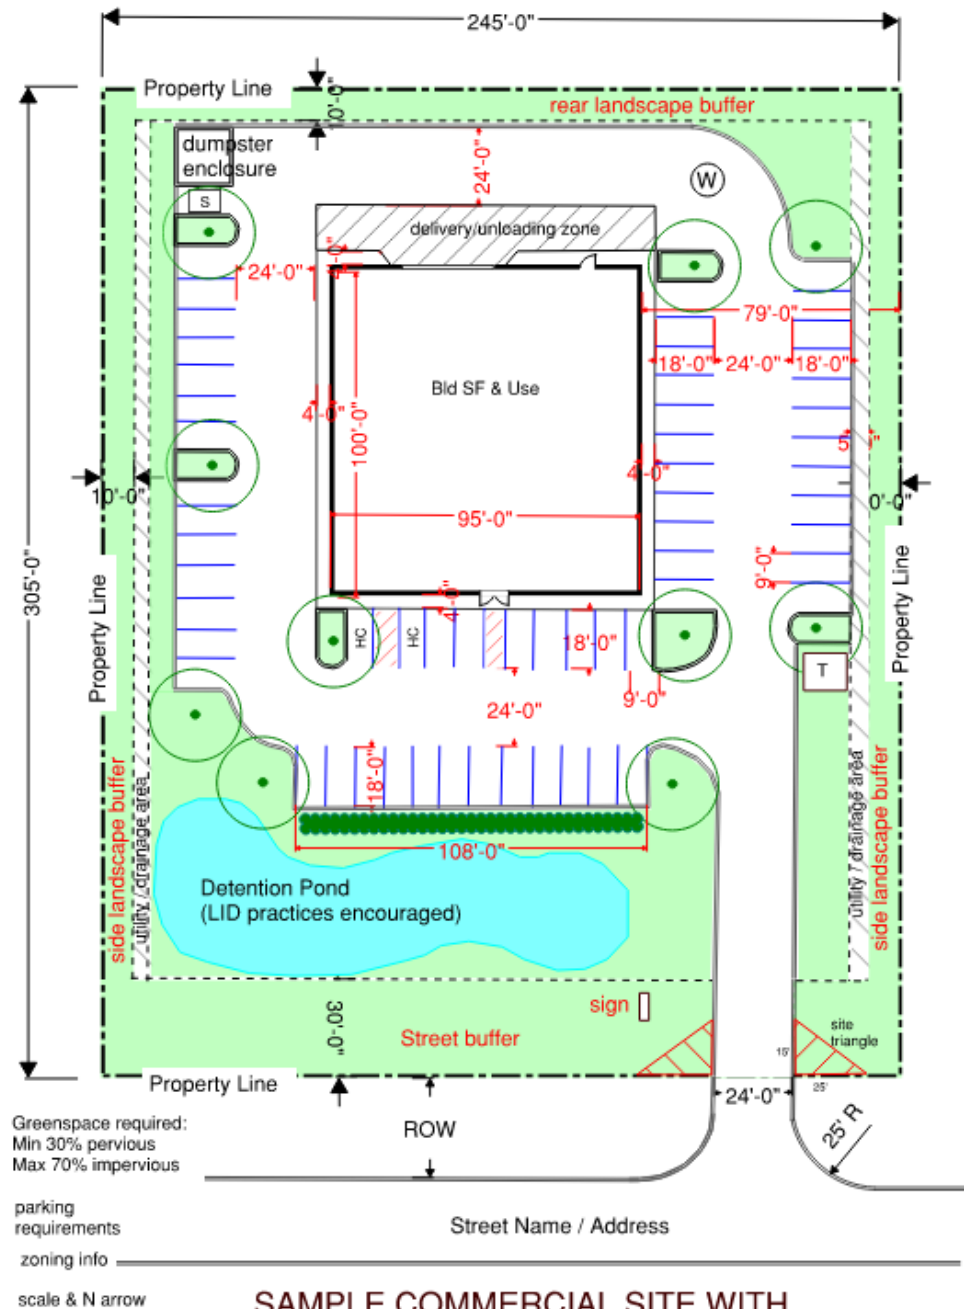 245'-0"
Property Line
10'-0"
rear landscape buffer
dumpster
enclosure
24'-0"
W
S
delivery/unloading zone
24'-0"
79'-0"
18'-0"
24'-0"
18'-0"
Bld SF & Use
4'-0"
100'-0"
4'-0"
95'-0"
10'-0"
0'-0"
9'-0"
305'-0"
Property Line
Property Line
4'-0"
HC
HC
18'-0"
9'-0"
T
24'-0"
18'-0"
108'-0"
side landscape buffer
utility / drainage area
utility / drainage area
side landscape buffer
Detention Pond
(LID practices encouraged)
30'-0"
sign
Street buffer
site
triangle
15'
25'
Property Line
24'-0"
Greenspace required:
Min 30% pervious
Max 70% impervious
ROW
25' R
parking
requirements
Street Name / Address
zoning info
scale & N arrow
SAMPLE COMMERCIAL SITE WITH